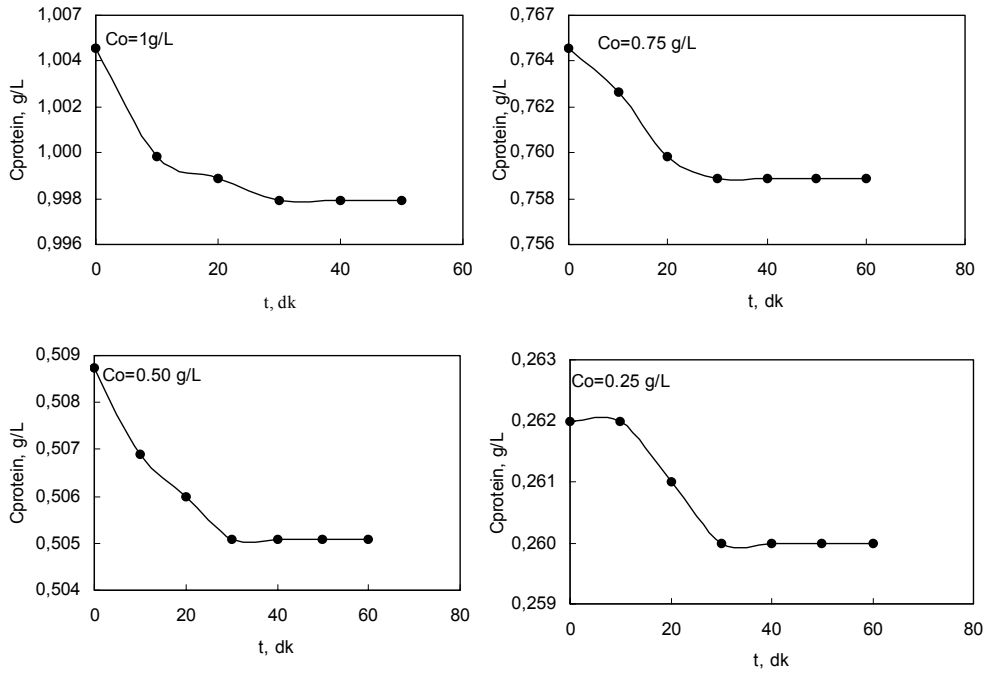 1,007
1,004
1,002
1,000
0,998
0,996
Cprotein, g/L
Co=1g/L
0 20 40 60
t, dk
0,767
0,764
0,762
0,760
0,758
0,756
Cprotein, g/L
Co=0.75 g/L
0 20 40 60 80
t, dk
0,509
0,508
0,507
0,506
0,505
0,504
Cprotein, g/L
Co=0.50 g/L
0 20 40 60 80
t, dk
0,263
0,262
0,261
0,260
0,259
Cprotein, g/L
Co=0.25 g/L
0 20 40 60 80
t, dk